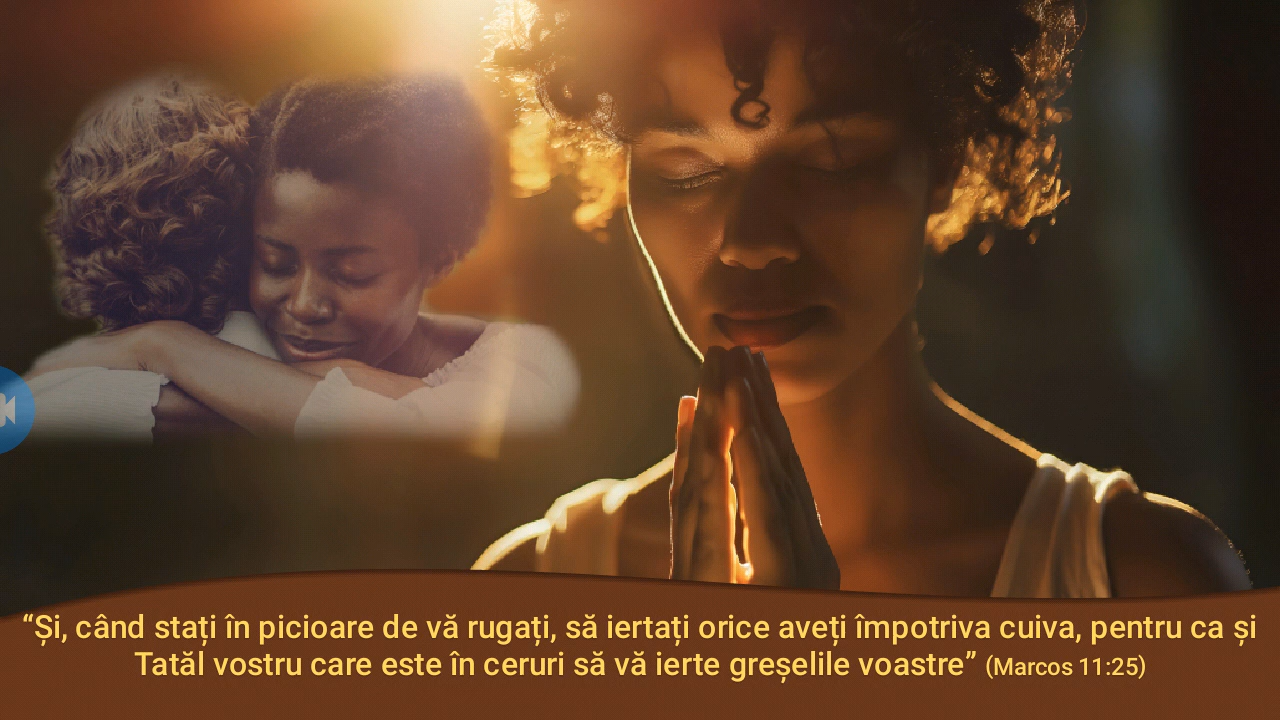 “Și, când stați în picioare de vă rugați, să iertați orice aveți împotriva cuiva, pentru ca și
Tatăl vostru care este în ceruri să vă ierte greșelile voastre” (Marcos 11:25)